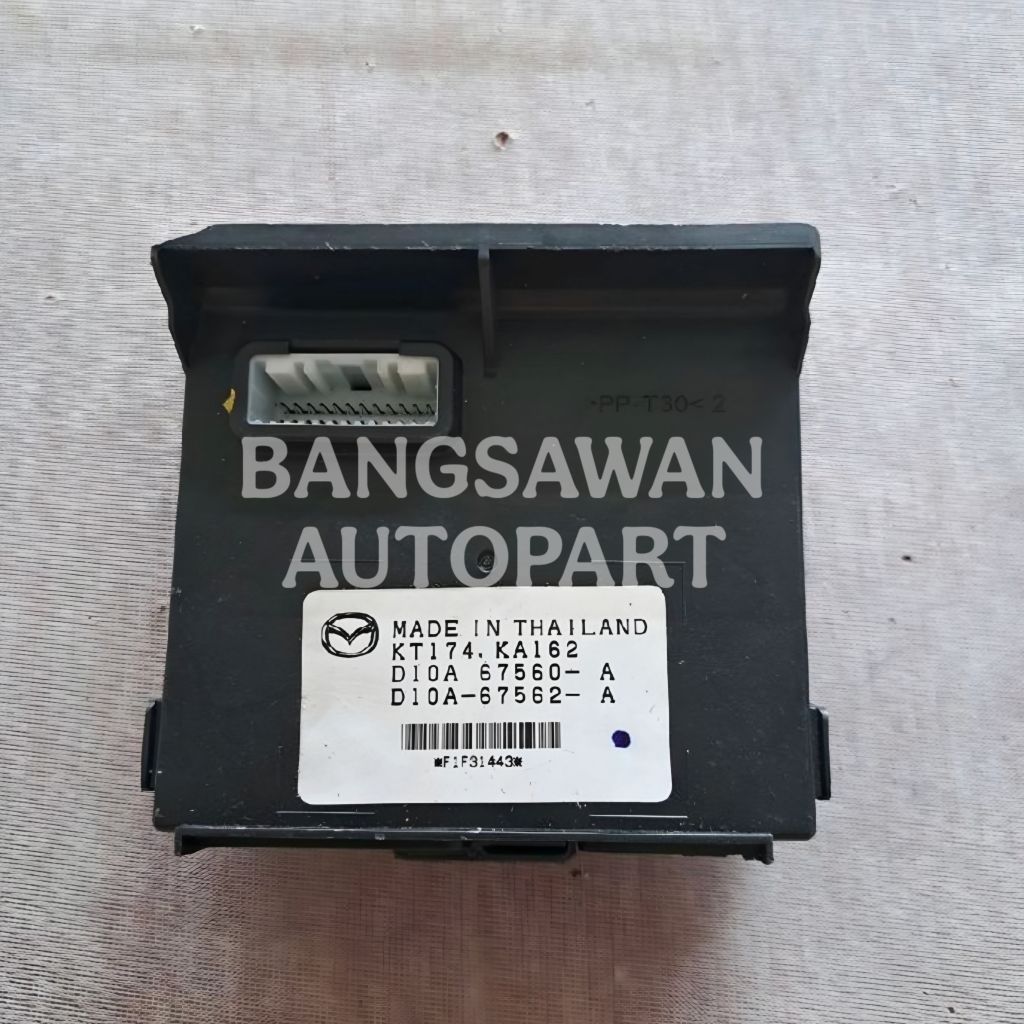 >PP-T30< 2
BANGSAWAN
AUTOPART
MADE IN THAILAND
KT174. KA162
D10A 67560- A
D10A-67562- A
*F1F31443*